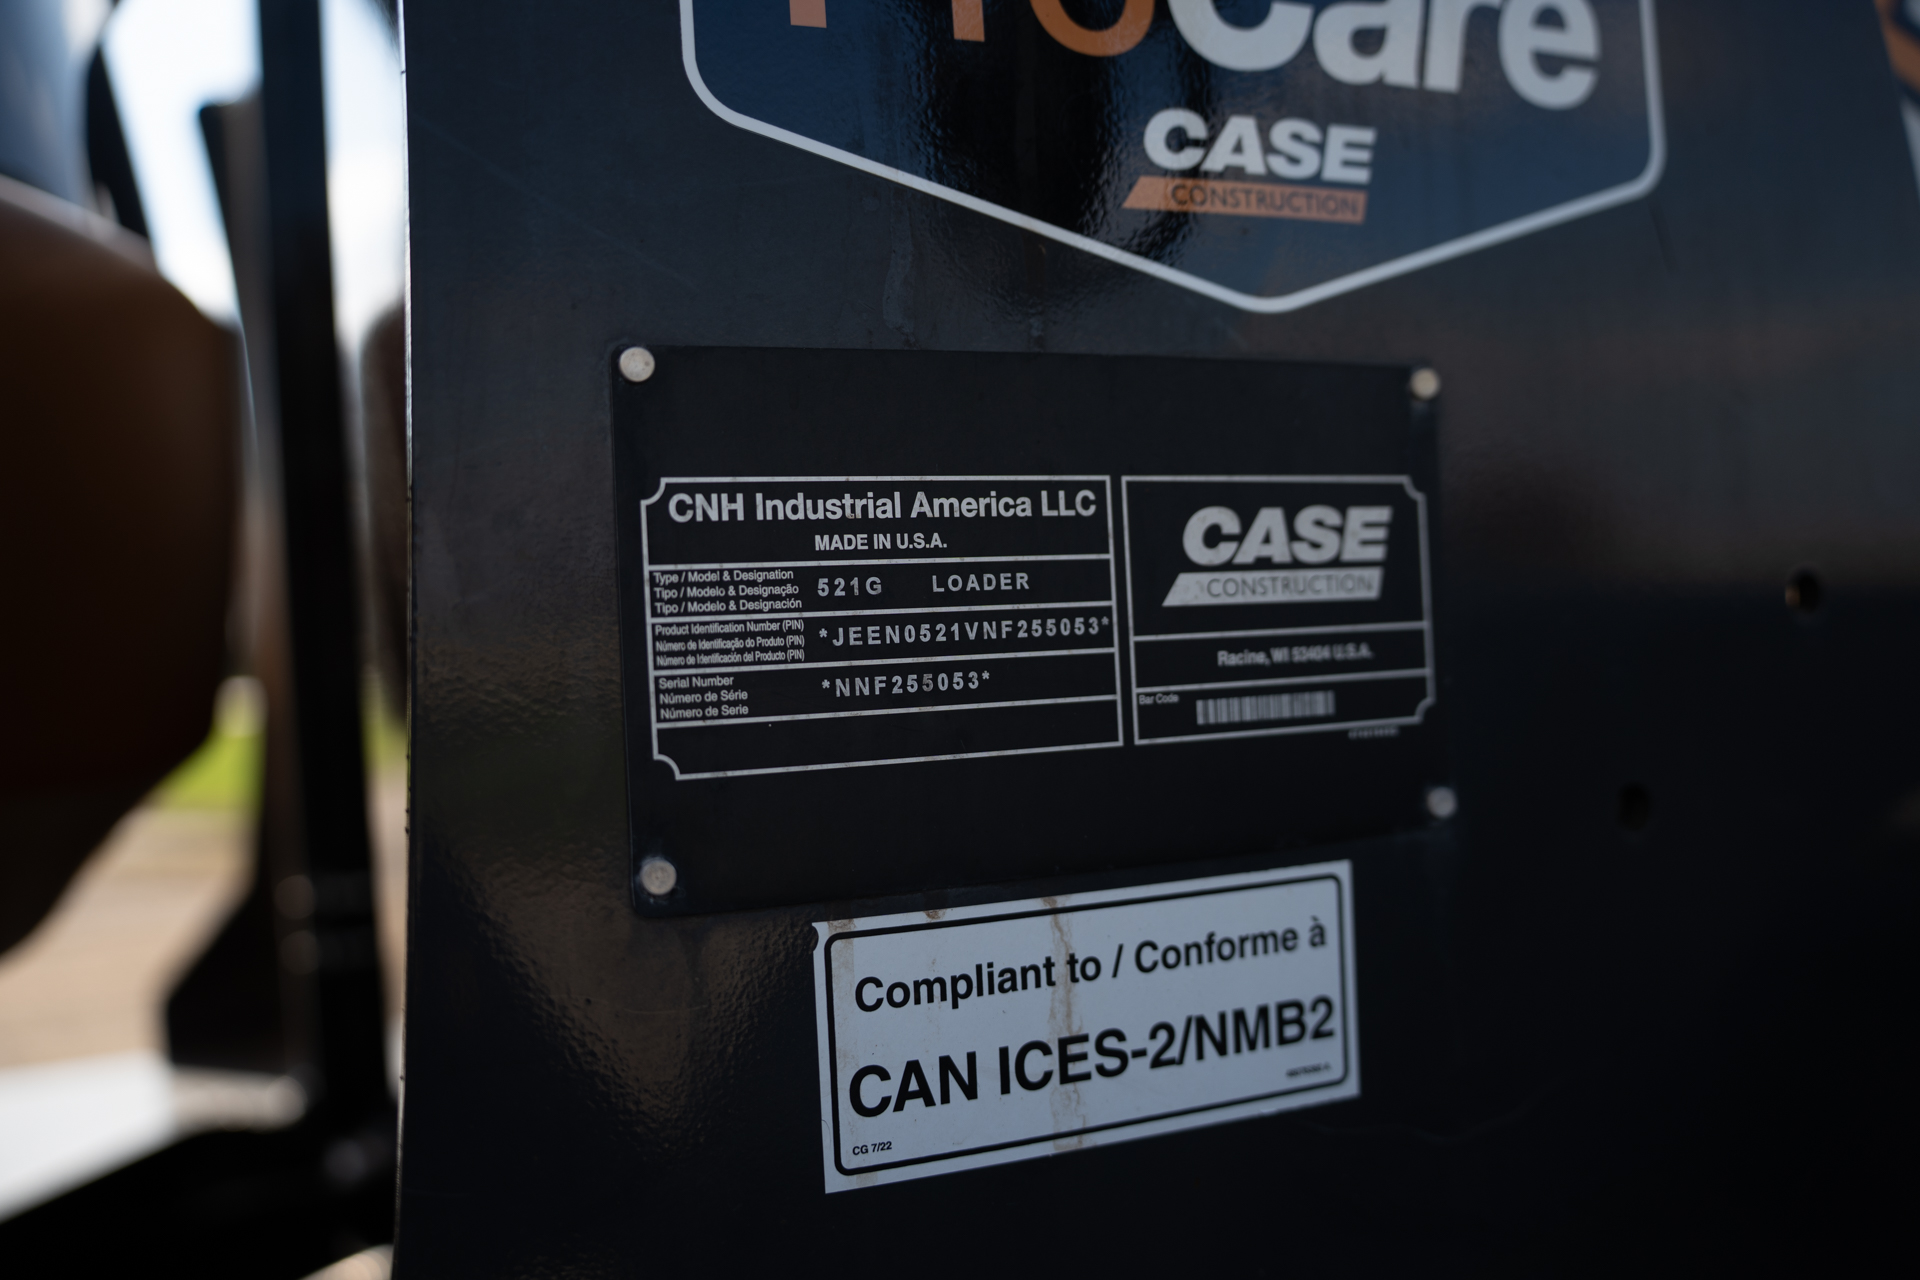 ProCare
CASE
CONSTRUCTION
CNH Industrial America LLC
MADE IN U.S.A.
Type / Model & Designation
Tipo / Modelo & Designação
Tipo / Modelo & Designación
521G LOADER
Product Identification Number (PIN)
Número de Identificação do Produto (PIN)
Número de Identificación del Producto (PIN)
*JEEN0521VNF255053*
Serial Number
Número de Série
Número de Serie
*NNF255053*
CASE
CONSTRUCTION
Racine, WI 53404 U.S.A.
Bar Code
Compliant to / Conforme à
CAN ICES-2/NMB2
CG 7/22